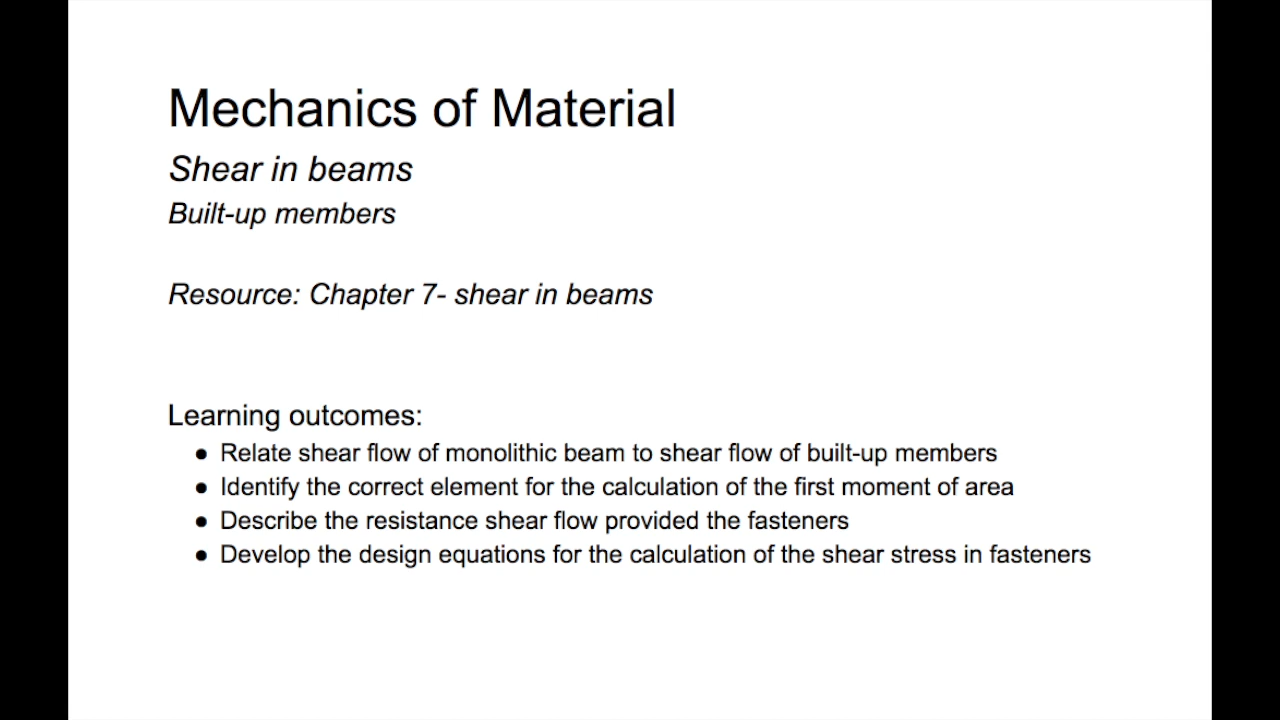 Mechanics of Material
Shear in beams
Built-up members
Resource: Chapter 7- shear in beams
Learning outcomes:
● Relate shear flow of monolithic beam to shear flow of built-up members
● Identify the correct element for the calculation of the first moment of area
● Describe the resistance shear flow provided the fasteners
● Develop the design equations for the calculation of the shear stress in fasteners